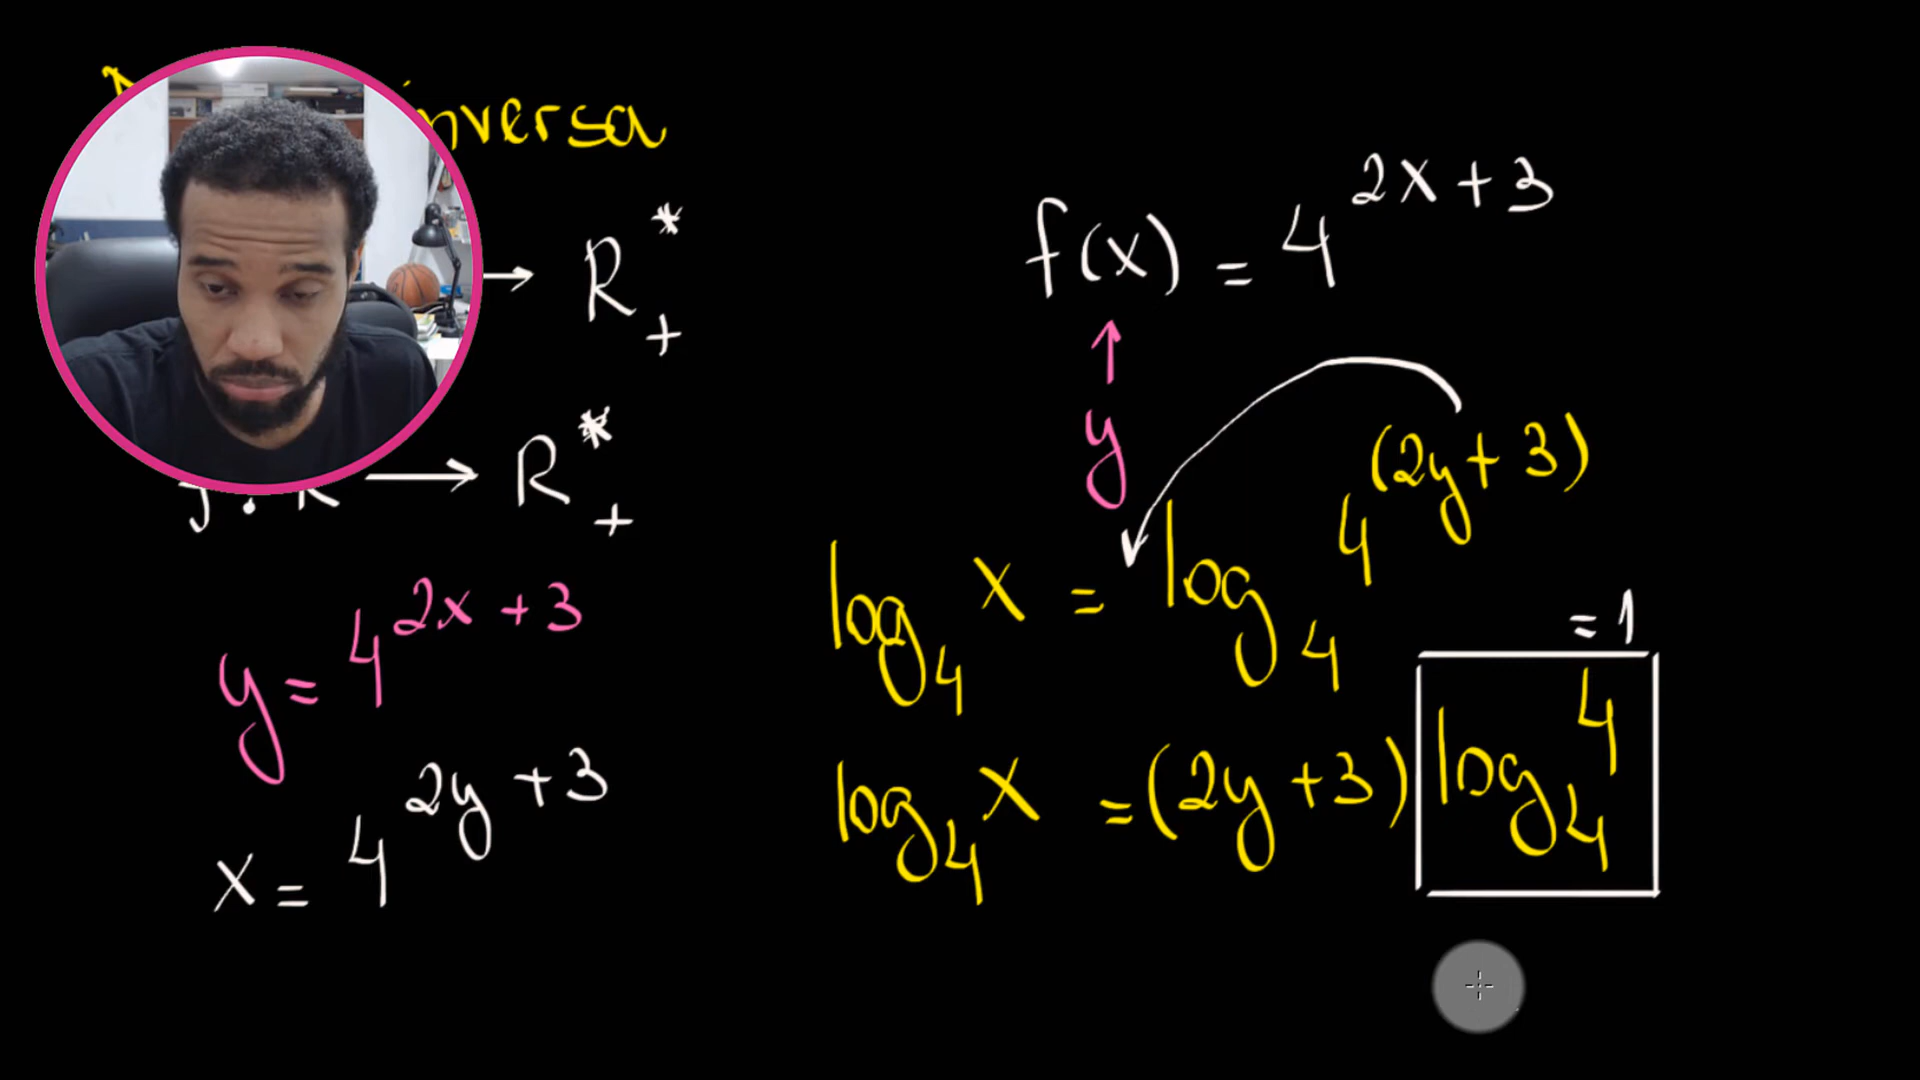 inversa
→ R*+
→ R*+
y = 4^(2x + 3)
x = 4^(2y + 3)
f(x) = 4^(2x + 3)
↑
y
log₄ x = log₄ 4^(2y + 3)
= 1
log₄ x = (2y + 3) log₄ 4